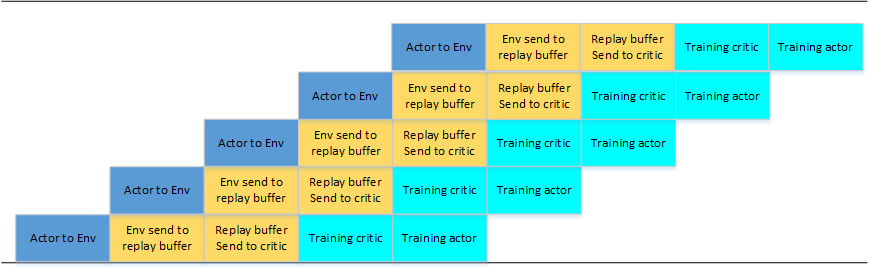 Actor to Env
Env send to
replay buffer
Replay buffer
Send to critic
Training critic
Training actor
Actor to Env
Env send to
replay buffer
Replay buffer
Send to critic
Training critic
Training actor
Actor to Env
Env send to
replay buffer
Replay buffer
Send to critic
Training critic
Training actor
Actor to Env
Env send to
replay buffer
Replay buffer
Send to critic
Training critic
Training actor
Actor to Env
Env send to
replay buffer
Replay buffer
Send to critic
Training critic
Training actor